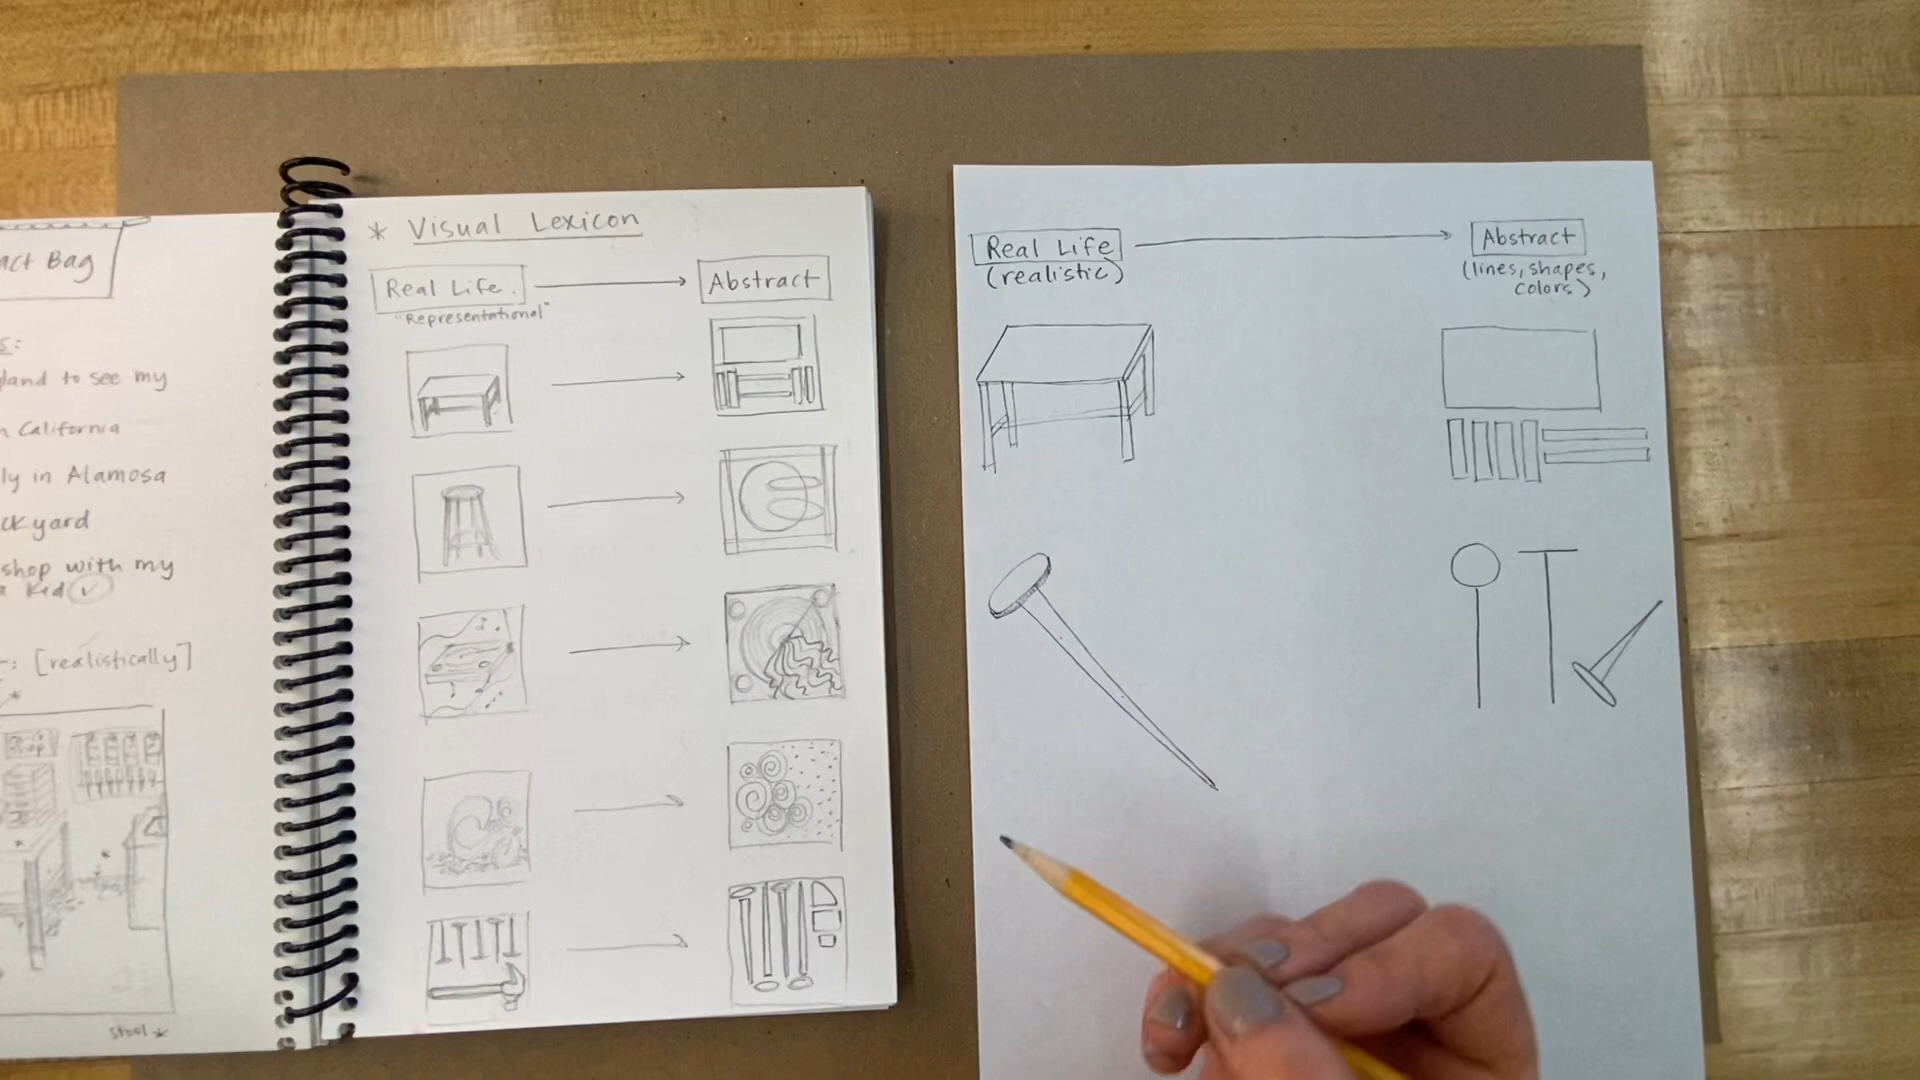 act Bag
s:
gland to see my
n California
ly in Alamosa
ckyard
shop with my
a kid ✓
: [realistically]
*
stool *
* Visual Lexicon
Real Life. → Abstract
"Representational"
Real Life → Abstract
(realistic)
(lines, shapes,
colors)